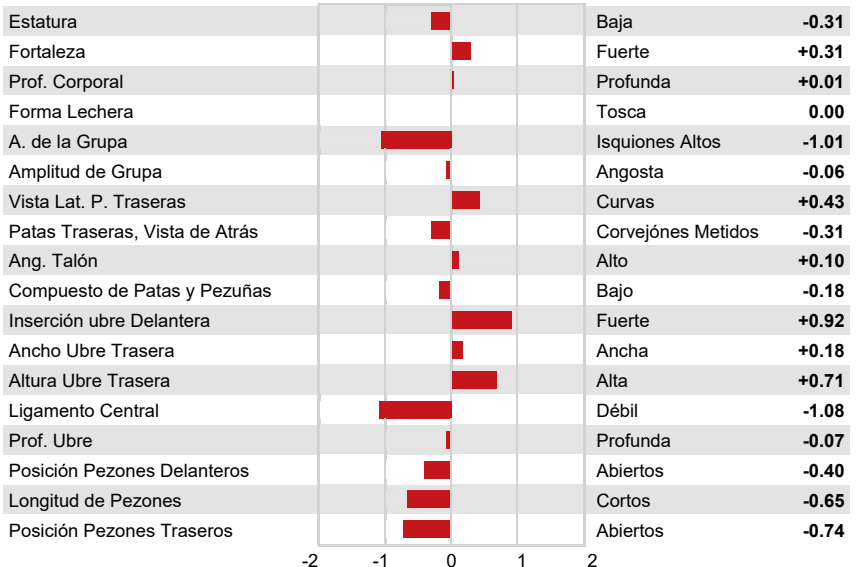 Estatura Baja -0.31
Fortaleza Fuerte +0.31
Prof. Corporal Profunda +0.01
Forma Lechera Tosca 0.00
A. de la Grupa Isquiones Altos -1.01
Amplitud de Grupa Angosta -0.06
Vista Lat. P. Traseras Curvas +0.43
Patas Traseras, Vista de Atrás Corvejónes Metidos -0.31
Ang. Talón Alto +0.10
Compuesto de Patas y Pezuñas Bajo -0.18
Inserción ubre Delantera Fuerte +0.92
Ancho Ubre Trasera Ancha +0.18
Altura Ubre Trasera Alta +0.71
Ligamento Central Débil -1.08
Prof. Ubre Profunda -0.07
Posición Pezones Delanteros Abiertos -0.40
Longitud de Pezones Cortos -0.65
Posición Pezones Traseros Abiertos -0.74
-2 -1 0 1 2